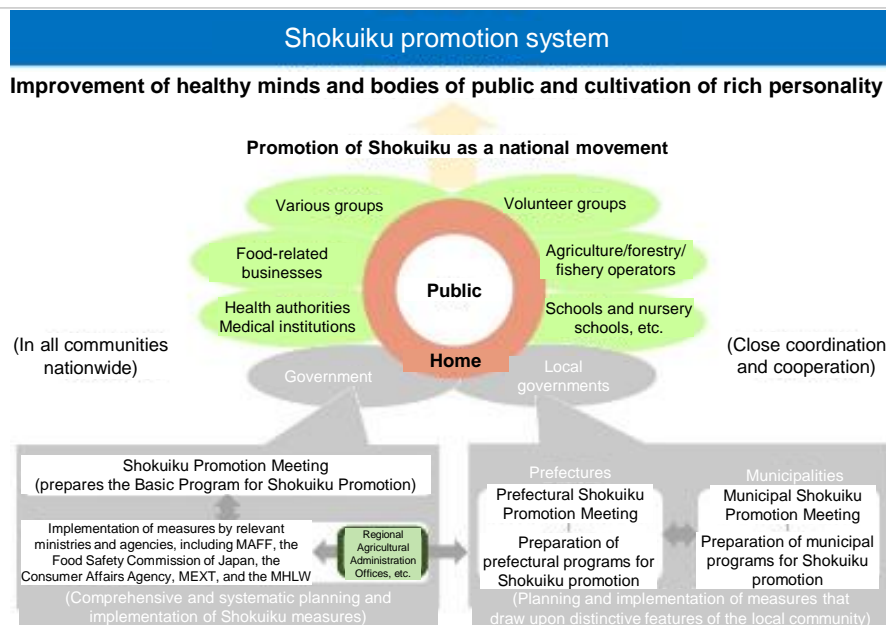 Shokuiku promotion system
Improvement of healthy minds and bodies of public and cultivation of rich personality
Promotion of Shokuiku as a national movement
Various groups
Volunteer groups
Food-related
businesses
Agriculture/forestry/
fishery operators
Public
Health authorities
Medical institutions
Schools and nursery
schools, etc.
(In all communities
nationwide)
(Close coordination
and cooperation)
Home
Government
Local
governments
Shokuiku Promotion Meeting
(prepares the Basic Program for Shokuiku Promotion)
Implementation of measures by relevant
ministries and agencies, including MAFF, the
Food Safety Commission of Japan, the
Consumer Affairs Agency, MEXT, and the MHLW
Regional
Agricultural
Administration
Offices, etc.
(Comprehensive and systematic planning and
implementation of Shokuiku measures)
Prefectures
Prefectural Shokuiku
Promotion Meeting
Preparation of
prefectural programs for
Shokuiku promotion
Municipalities
Municipal Shokuiku
Promotion Meeting
Preparation of municipal
programs for Shokuiku
promotion
(Planning and implementation of measures that
draw upon distinctive features of the local community)